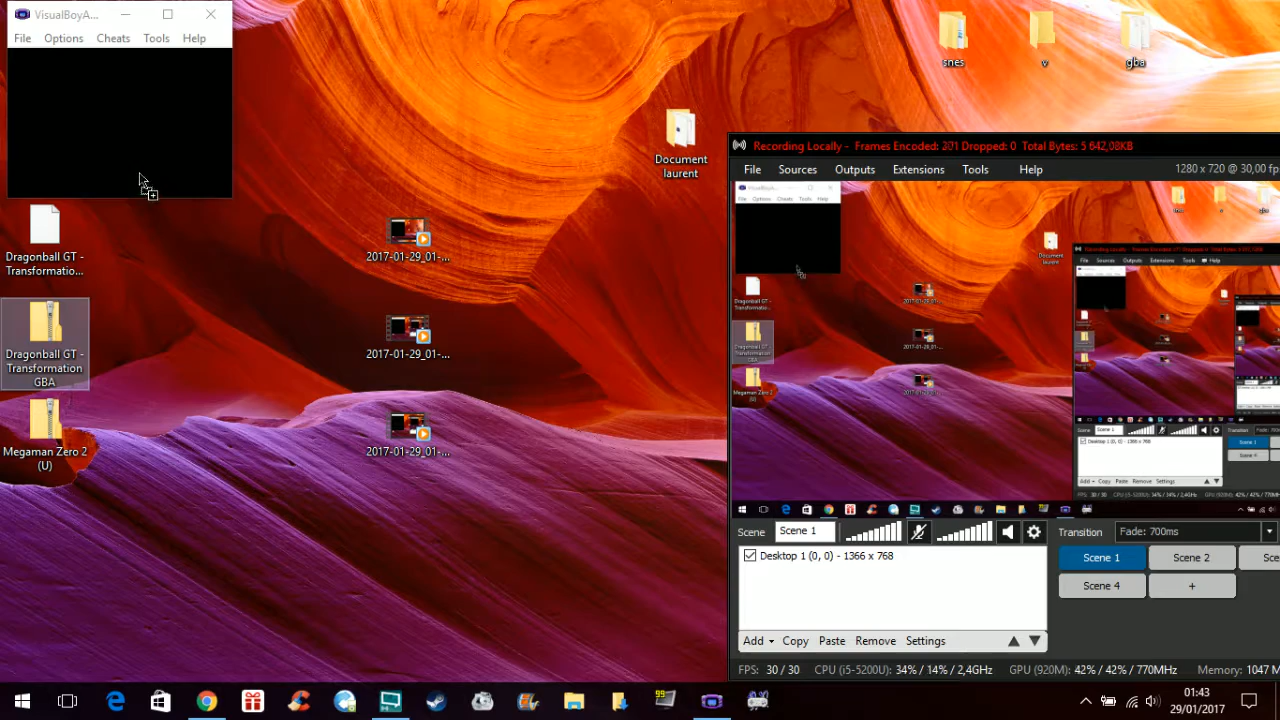 VisualBoyA...
File Options Cheats Tools Help
snes
v
gba
Document
laurent
Dragonball GT -
Transformatio...
Dragonball GT -
Transformation
GBA
Megaman Zero 2
(U)
2017-01-29_01-...
2017-01-29_01-...
2017-01-29_01-...
Recording Locally - Frames Encoded: 301 Dropped: 0 Total Bytes: 5 642,08KB
File Sources Outputs Extensions Tools Help
1280 x 720 @ 30,00 fp
Scene Scene 1
Transition Fade: 700ms
Desktop 1 (0, 0) - 1366 x 768
Scene 1 Scene 2 Sce
Scene 4 +
Add Copy Paste Remove Settings
FPS: 30 / 30 CPU (i5-5200U): 34% / 14% / 2,4GHz GPU (920M): 42% / 42% / 770MHz Memory: 1047 M
99
01:43
29/01/2017